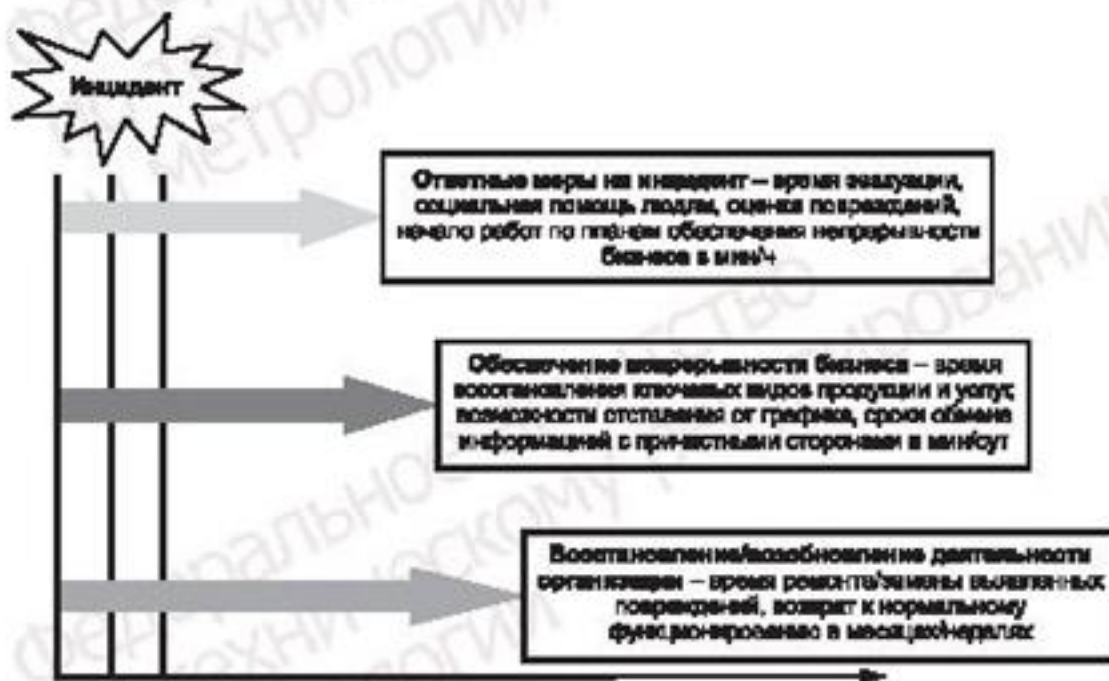 Инцидент
Ответные меры на инцидент – время эвакуации,
социальная помощь людям, оценка повреждений,
начало работ по планам обеспечения непрерывности
бизнеса в мин/ч
Обеспечение непрерывности бизнеса – время
восстановления ключевых видов продукции и услуг,
возможности отставания от графика, сроки обмена
информацией с причастными сторонами в мин/сут
Восстановление/возобновление деятельности
организации – время ремонта/замены выявленных
повреждений, возврат к нормальному
функционированию в месяцах/неделях